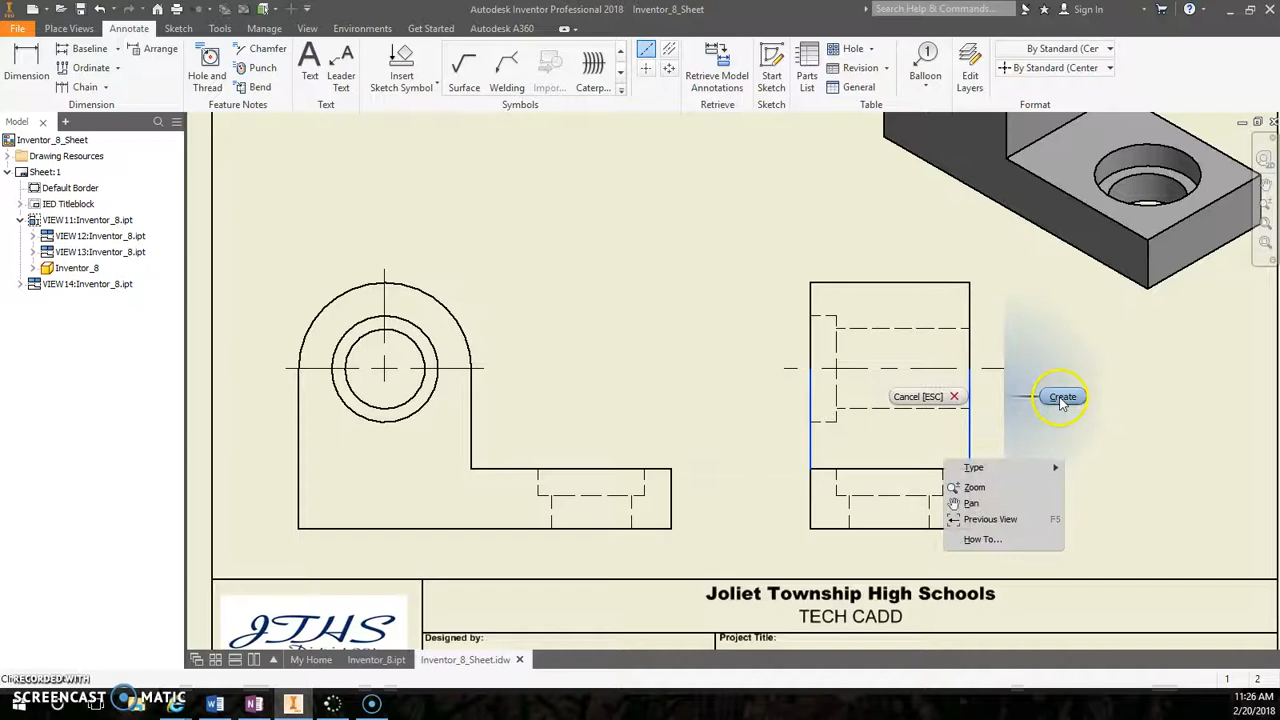 Autodesk Inventor Professional 2018 Inventor_8_Sheet
Search Help & Commands...
Sign In
File Place Views Annotate Sketch Tools Manage View Environments Get Started Autodesk A360
Dimension
Baseline
Ordinate
Chain
Arrange
Dimension
Hole and Thread
Chamfer
Punch
Bend
Feature Notes
Text
Leader Text
Text
Insert Sketch Symbol
Surface
Welding
Impor...
Caterp...
Symbols
Retrieve Model Annotations
Retrieve
Start Sketch
Sketch
Parts List
Hole
Revision
General
Table
Balloon
1
Edit Layers
By Standard (Cer
By Standard (Center
Format
Model
Inventor_8_Sheet
Drawing Resources
Sheet:1
Default Border
IED Titleblock
VIEW11:Inventor_8.ipt
VIEW12:Inventor_8.ipt
VIEW13:Inventor_8.ipt
Inventor_8
VIEW14:Inventor_8.ipt
Cancel [ESC]
Create
Type
Zoom
Pan
Previous View F5
How To...
JTHS
Joliet Township High Schools
TECH CADD
Designed by:
Project Title:
My Home Inventor_8.ipt Inventor_8_Sheet.idw
1 2
RECORDED WITH
SCREENCAST MATIC
11:26 AM
2/20/2018